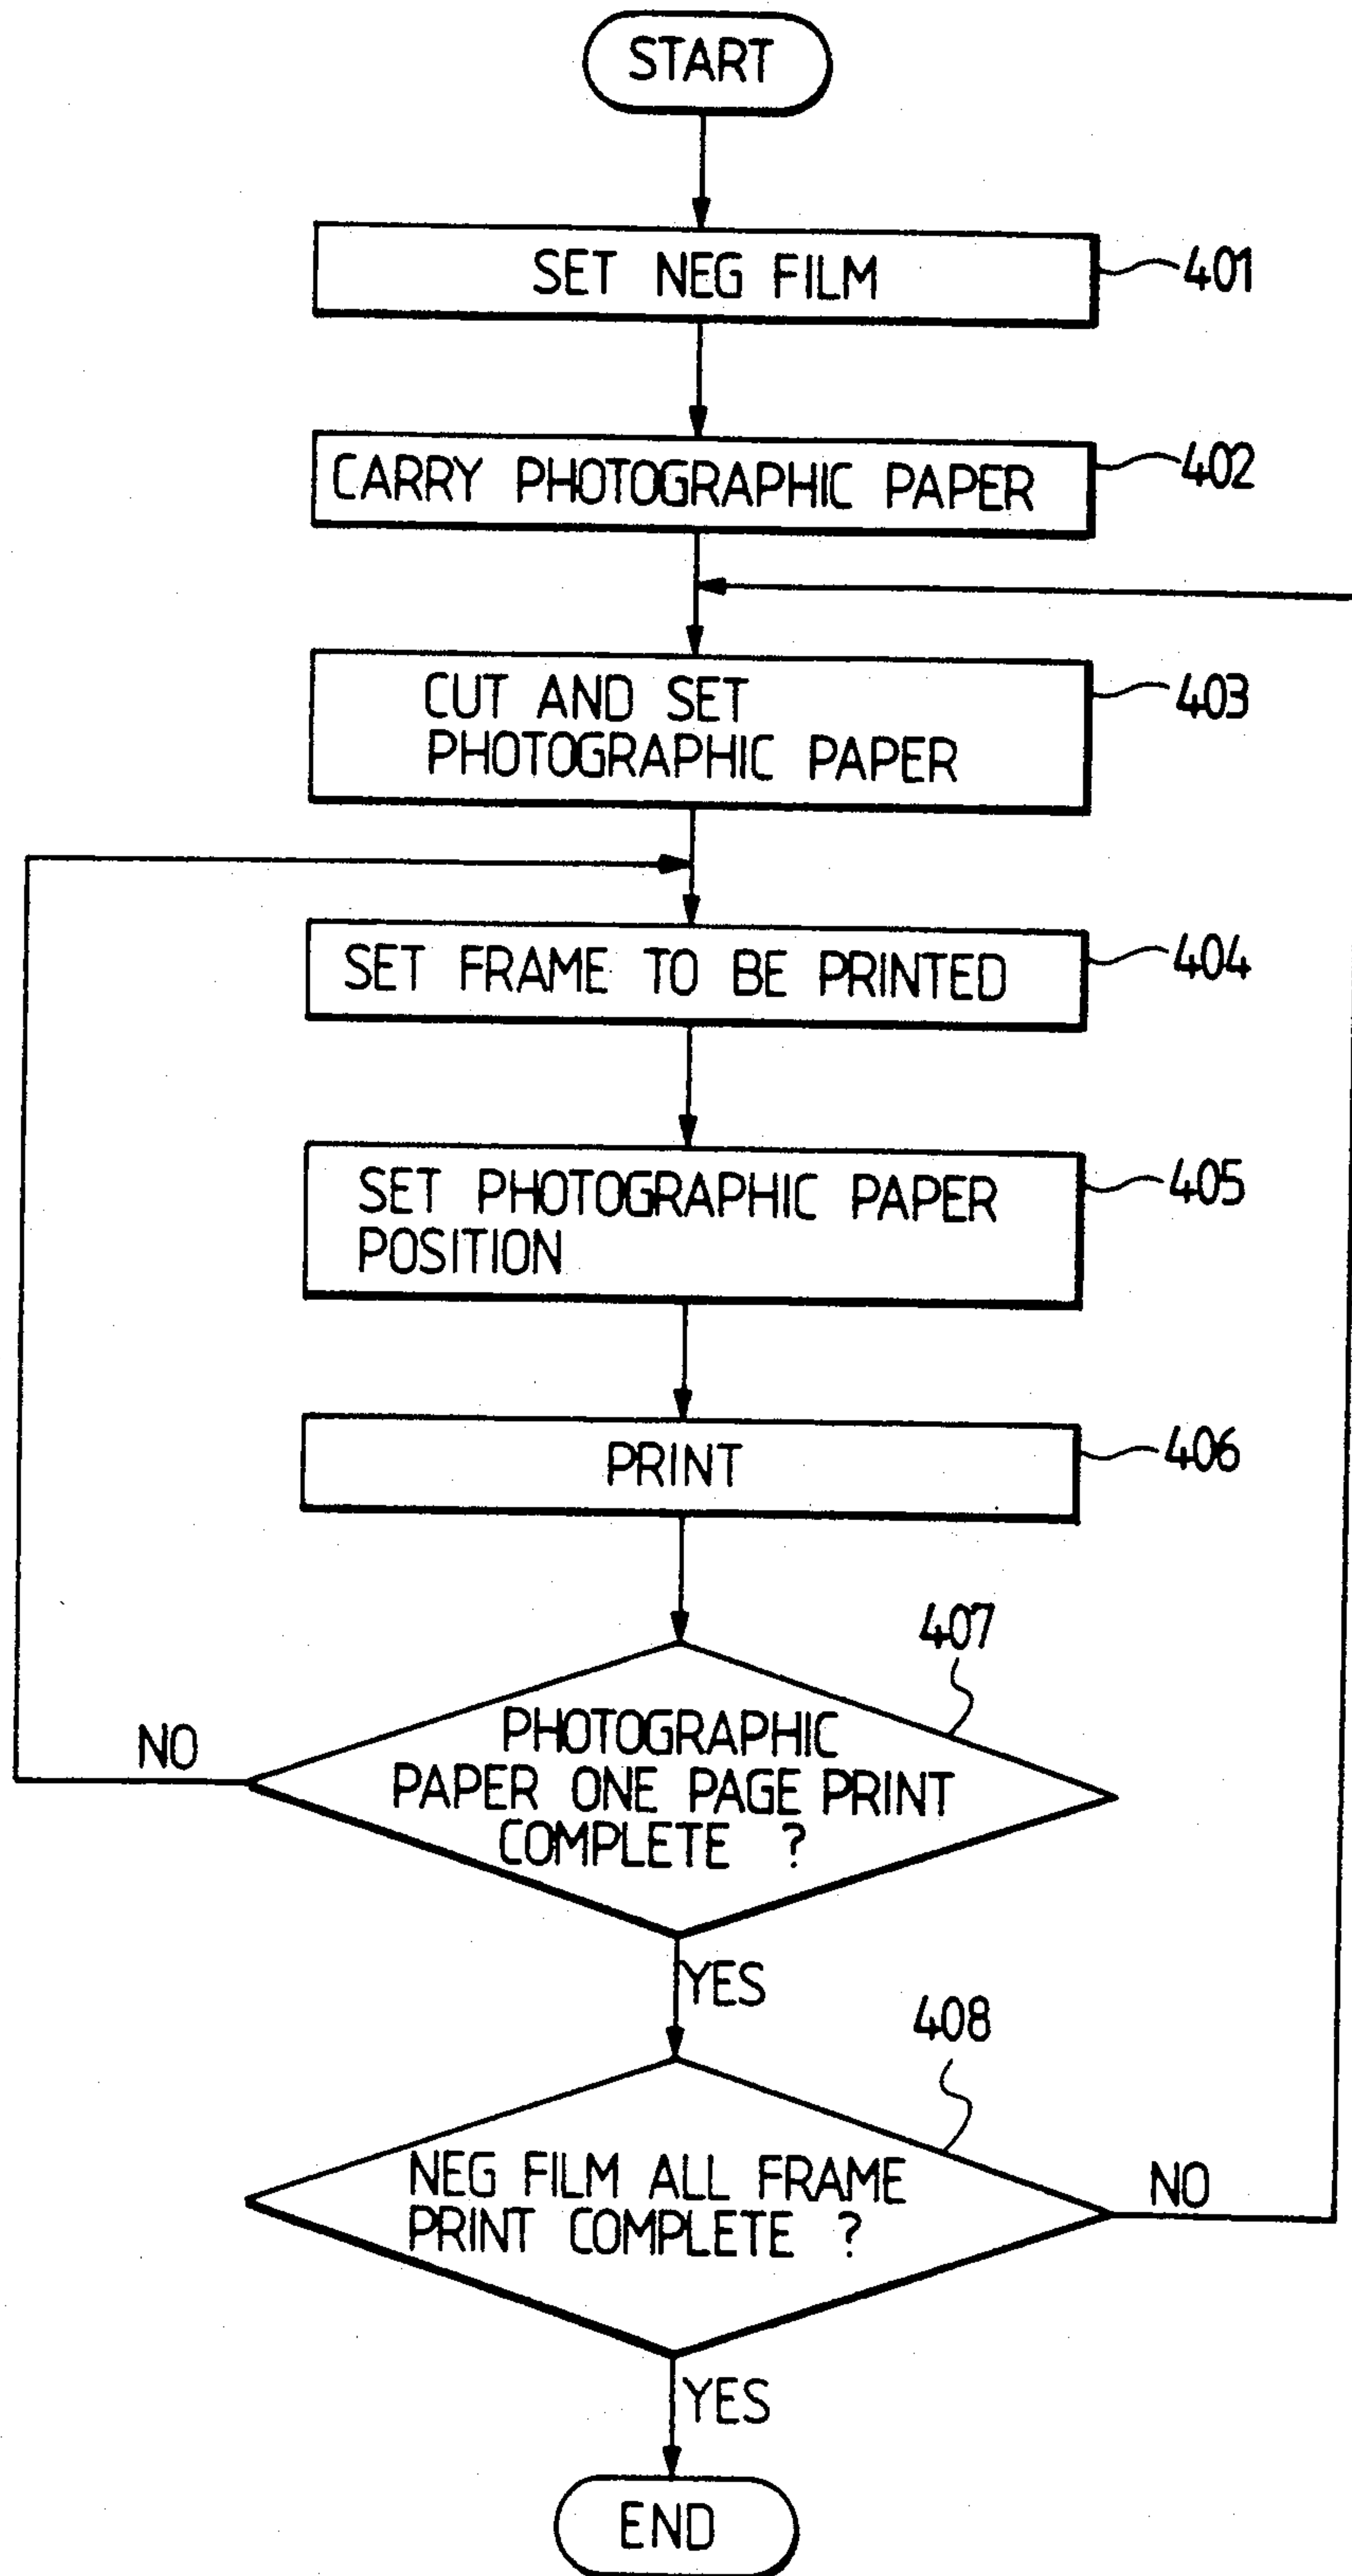 START
SET NEG FILM
401
CARRY PHOTOGRAPHIC PAPER
402
CUT AND SET
PHOTOGRAPHIC PAPER
403
SET FRAME TO BE PRINTED
404
SET PHOTOGRAPHIC PAPER
POSITION
405
PRINT
406
407
PHOTOGRAPHIC
PAPER ONE PAGE PRINT
COMPLETE ?
NO
YES
408
NEG FILM ALL FRAME
PRINT COMPLETE ?
NO
YES
END